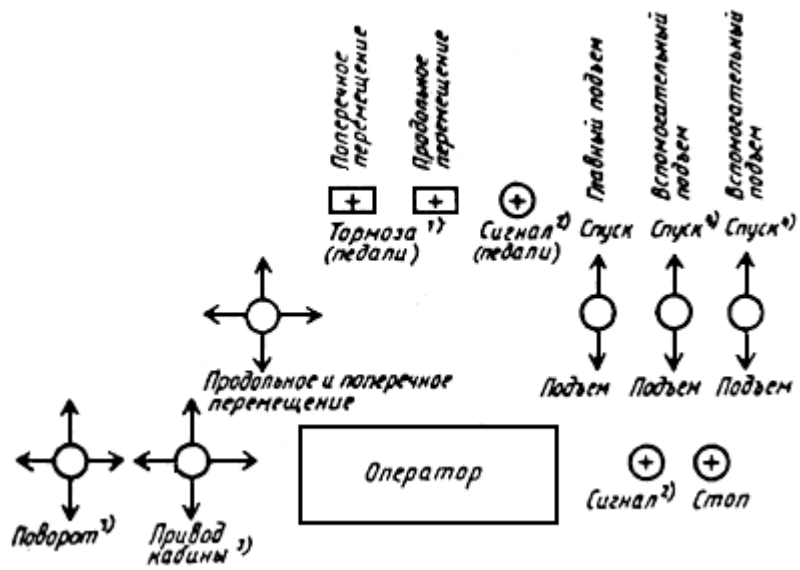 Поперечное
перемещение
Продольное
перемещение
Главный подъем
Вспомогательный
подъем
Вспомогательный
подъем
Тормоза 1)
(педали)
Сигнал 2)
(педали)
Спуск
Спуск 4)
Спуск 4)
Продольное и поперечное
перемещение
Подъем
Подъем
Подъем
Оператор
Поворот 2)
Привод
кабины 3)
Сигнал 2)
Стоп